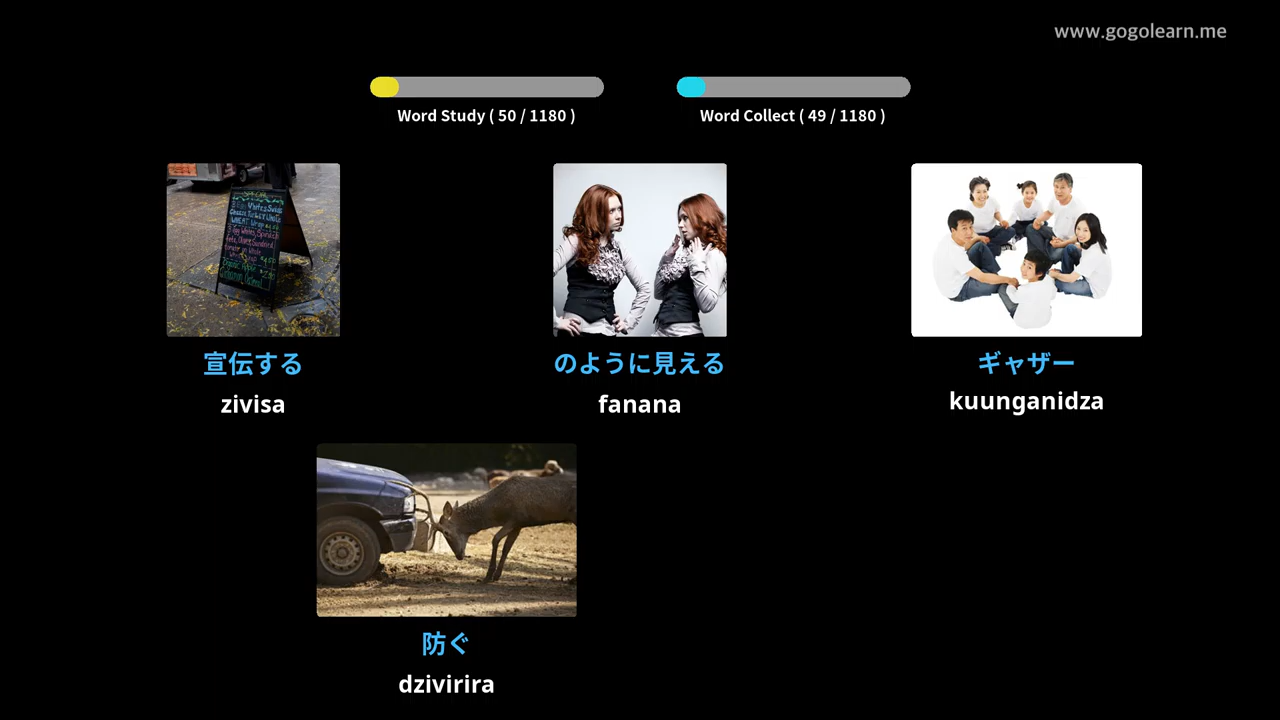 www.gogolearn.me
Word Study ( 50 / 1180 )
Word Collect ( 49 / 1180 )
宣伝する
zivisa
のように見える
fanana
ギャザー
kuunganidza
防ぐ
dzivirira